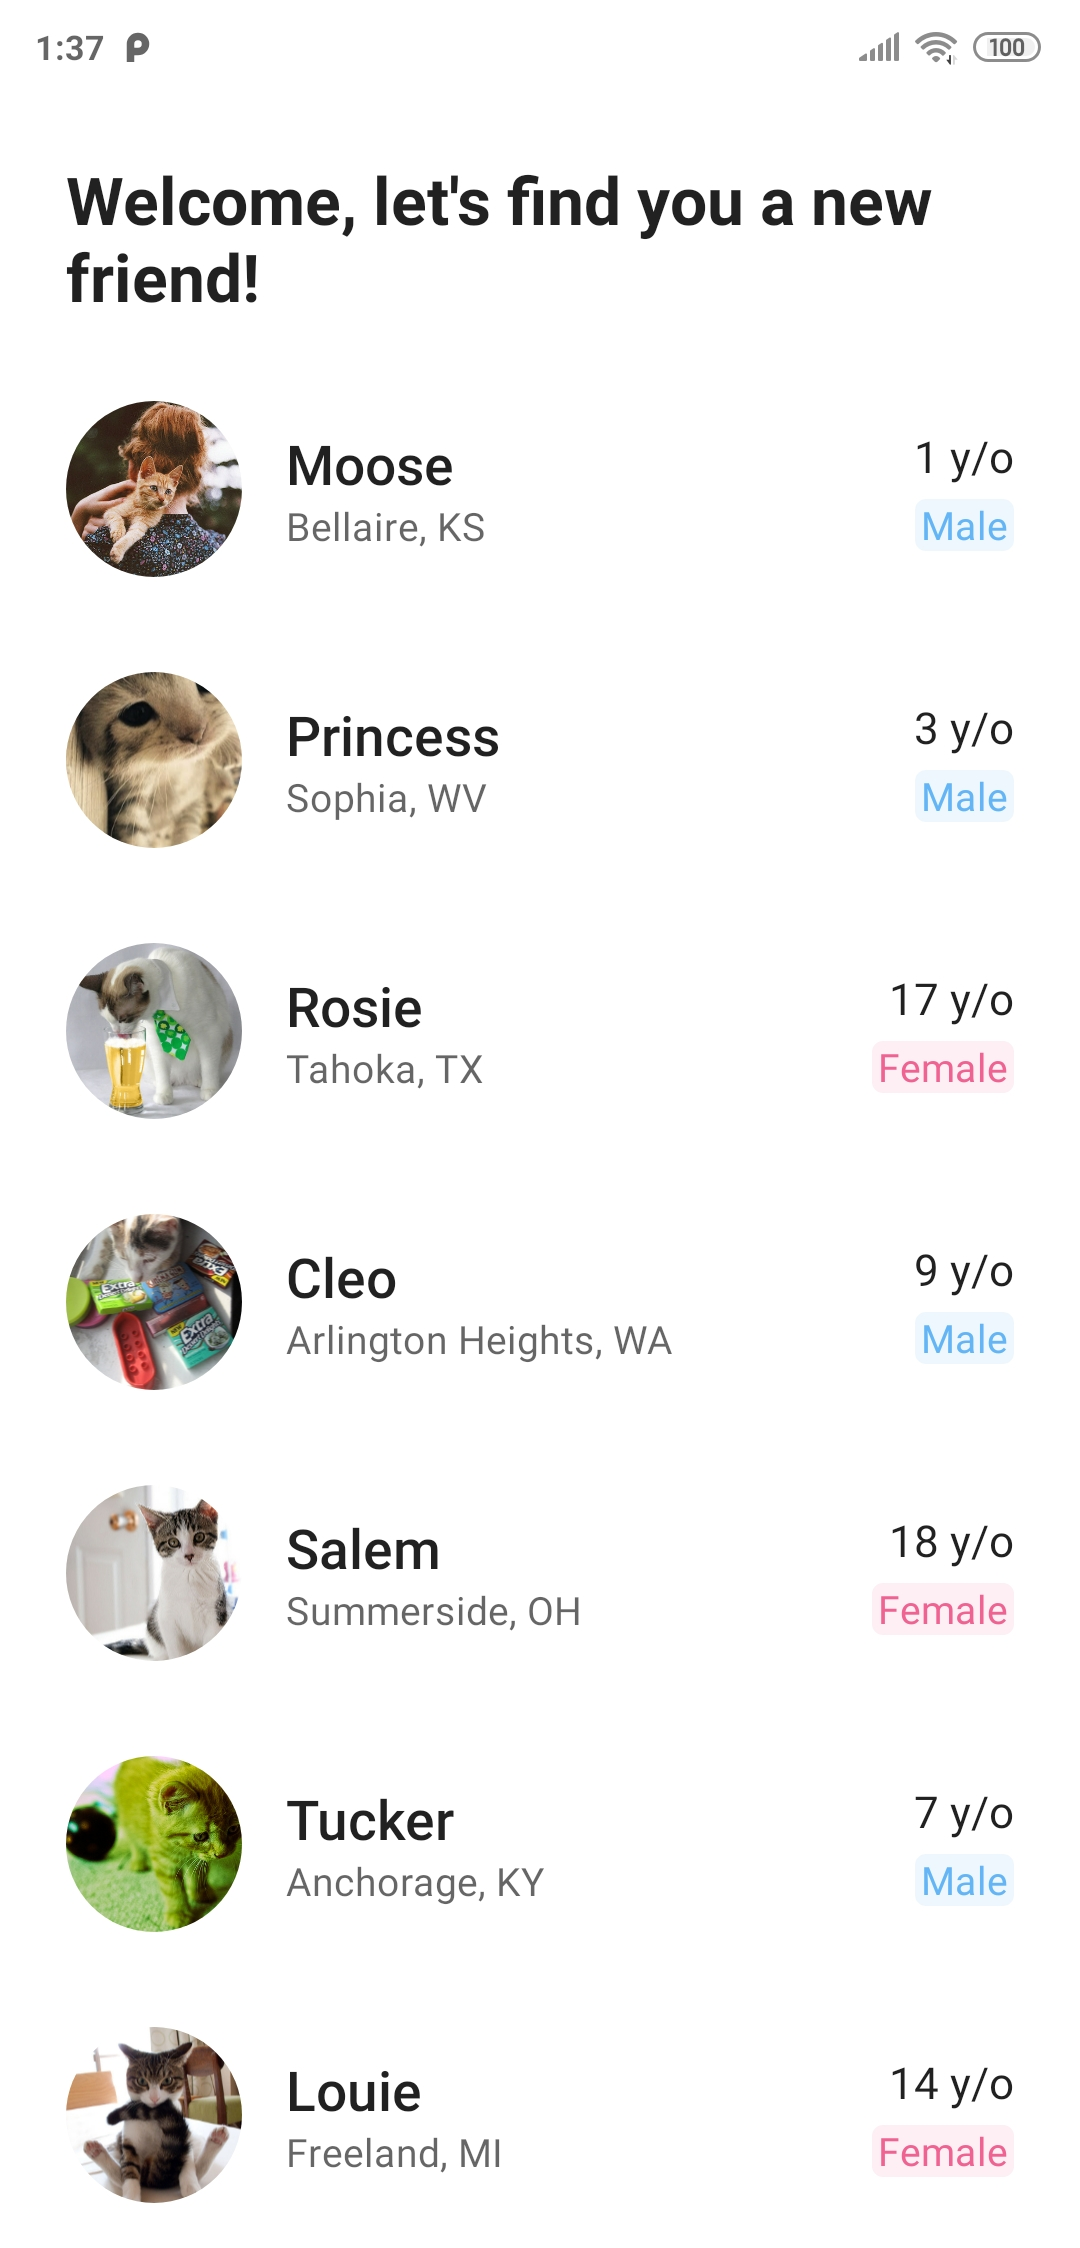 1:37
100
Welcome, let's find you a new
friend!
Moose
1 y/o
Bellaire, KS
Male
Princess
3 y/o
Sophia, WV
Male
Rosie
17 y/o
Tahoka, TX
Female
Cleo
9 y/o
Arlington Heights, WA
Male
Extra
Extra
Salem
18 y/o
Summerside, OH
Female
Tucker
7 y/o
Anchorage, KY
Male
Louie
14 y/o
Freeland, MI
Female